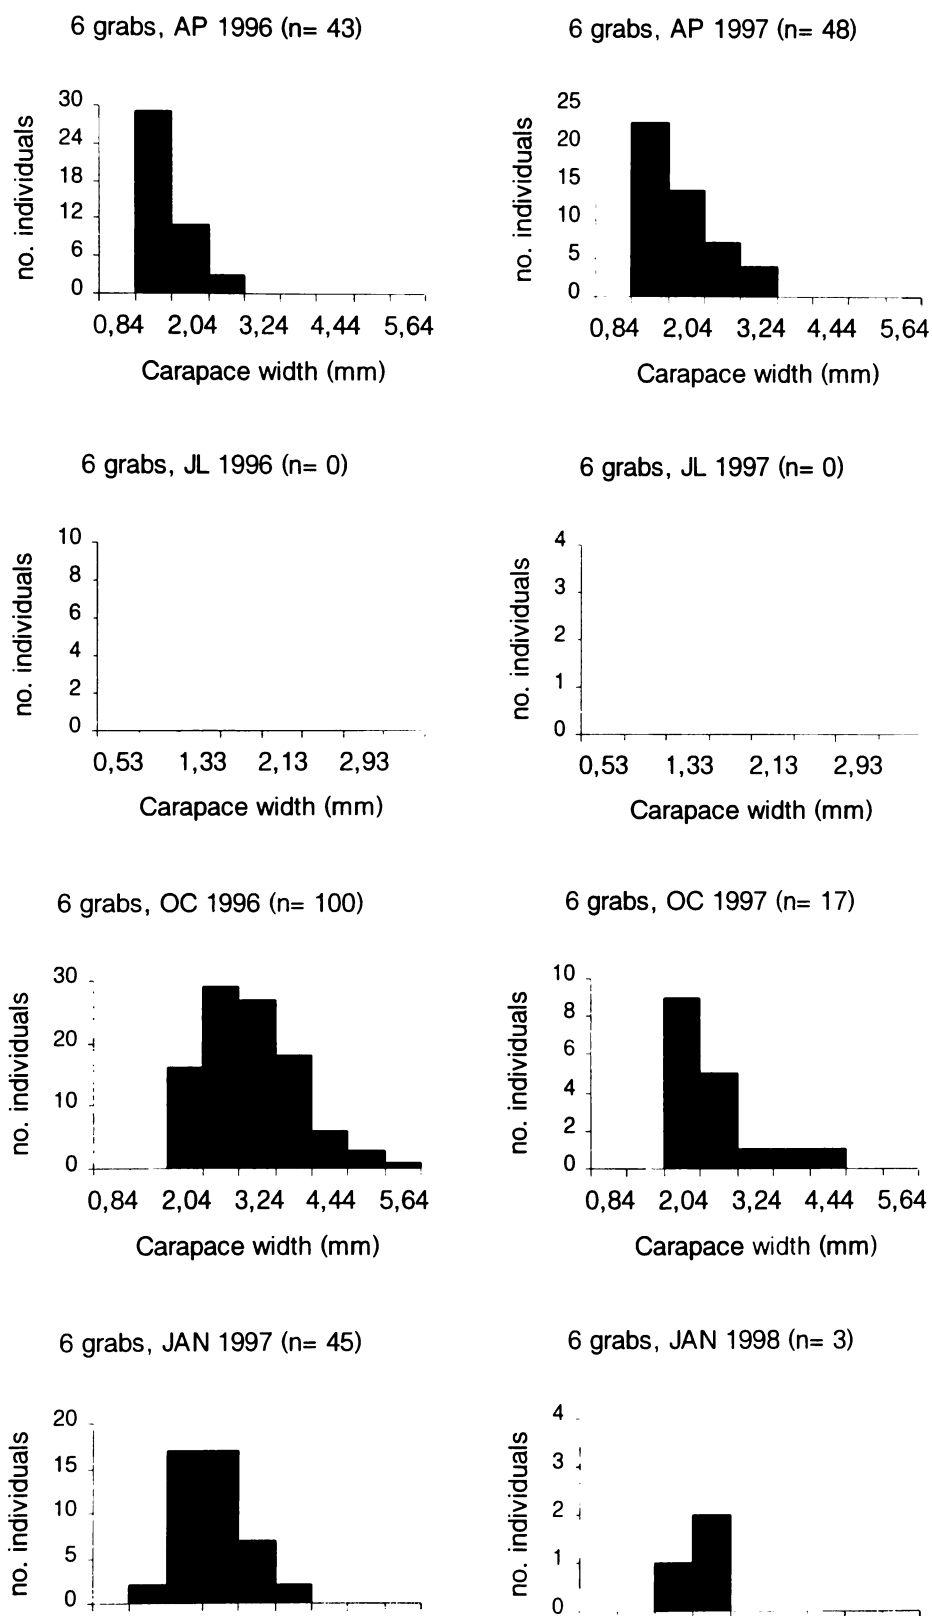 6 grabs, AP 1996 (n= 43)
no. individuals
30
24
18
12
6
0
0,84 2,04 3,24 4,44 5,64
Carapace width (mm)
6 grabs, AP 1997 (n= 48)
no. individuals
25
20
15
10
5
0
0,84 2,04 3,24 4,44 5,64
Carapace width (mm)
6 grabs, JL 1996 (n= 0)
no. individuals
10
8
6
4
2
0
0,53 1,33 2,13 2,93
Carapace width (mm)
6 grabs, JL 1997 (n= 0)
no. individuals
4
3
2
1
0
0,53 1,33 2,13 2,93
Carapace width (mm)
6 grabs, OC 1996 (n= 100)
no. individuals
30
20
10
0
0,84 2,04 3,24 4,44 5,64
Carapace width (mm)
6 grabs, OC 1997 (n= 17)
no. individuals
10
8
6
4
2
0
0,84 2,04 3,24 4,44 5,64
Carapace width (mm)
6 grabs, JAN 1997 (n= 45)
no. individuals
20
15
10
5
0
6 grabs, JAN 1998 (n= 3)
no. individuals
4
3
2
1
0